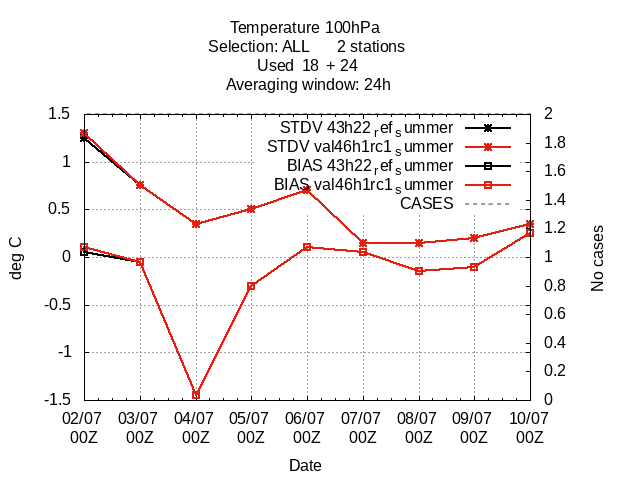 Temperature 100hPa
Selection: ALL 2 stations
Used 18 + 24
Averaging window: 24h
1.5
1
0.5
0
-0.5
-1
-1.5
deg C
STDV 43h22refsummer
STDV val46h1rc1summer
BIAS 43h22refsummer
BIAS val46h1rc1summer
CASES
2
1.8
1.6
1.4
1.2
1
0.8
0.6
0.4
0.2
0
No cases
02/07 03/07 04/07 05/07 06/07 07/07 08/07 09/07 10/07
00Z 00Z 00Z 00Z 00Z 00Z 00Z 00Z 00Z
Date